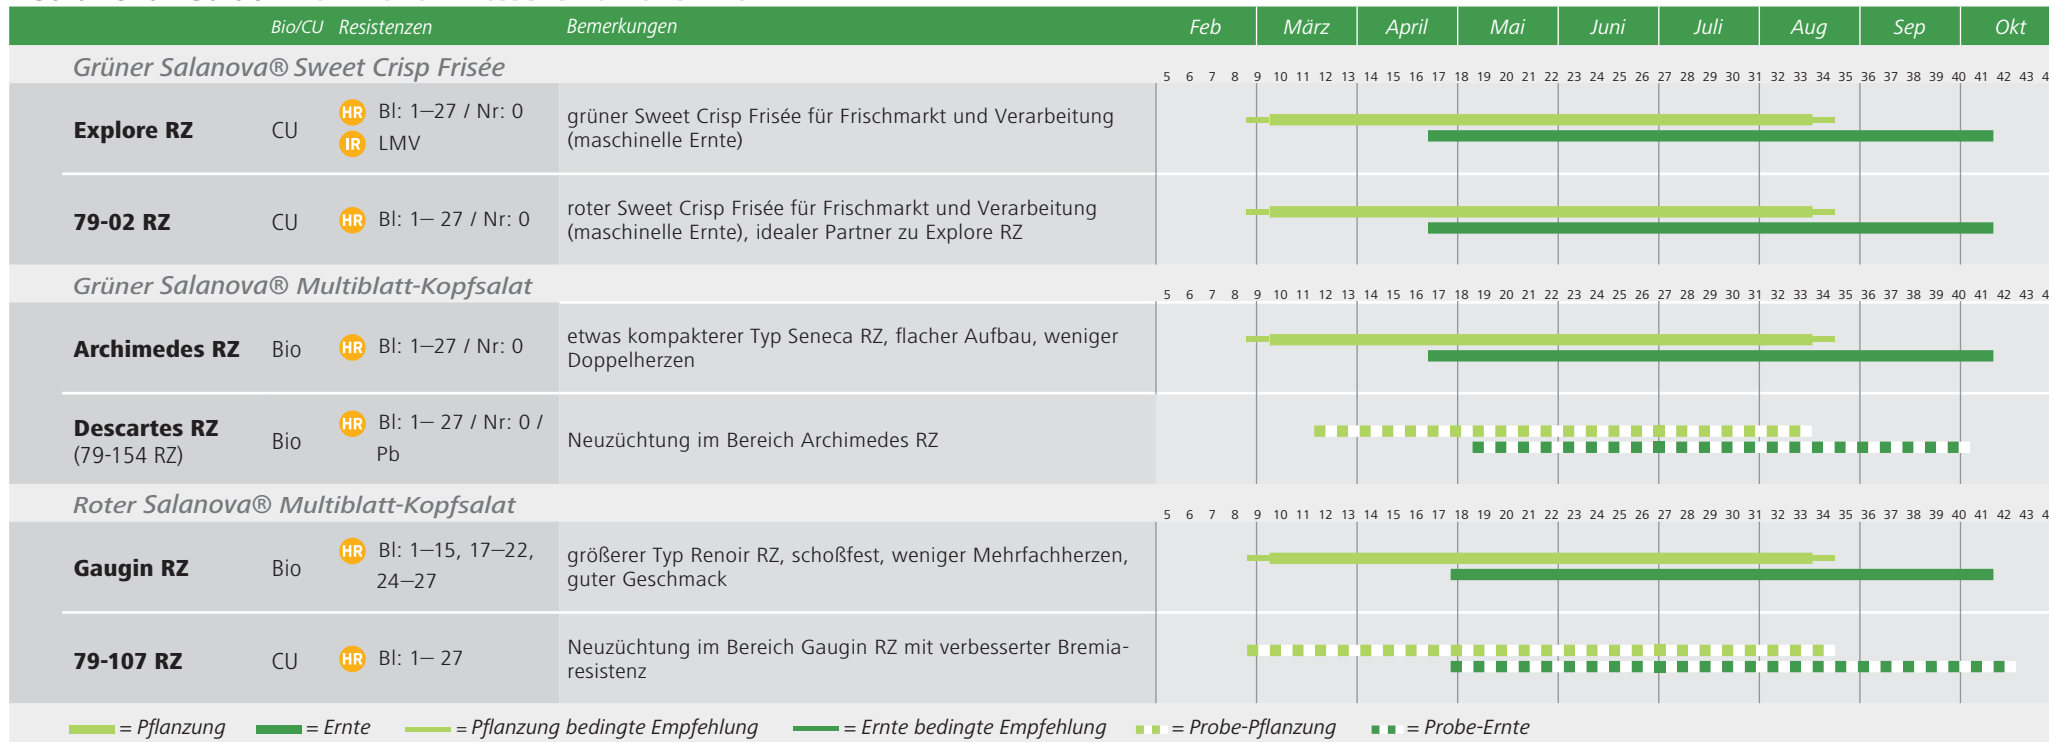 Bio/CU Resistenzen Bemerkungen Feb März April Mai Juni Juli Aug Sep Okt
Grüner Salanova® Sweet Crisp Frisée
5 6 7 8 9 10 11 12 13 14 15 16 17 18 19 20 21 22 23 24 25 26 27 28 29 30 31 32 33 34 35 36 37 38 39 40 41 42 43
Explore RZ CU HR Bl: 1–27 / Nr: 0
IR LMV
grüner Sweet Crisp Frisée für Frischmarkt und Verarbeitung
(maschinelle Ernte)
79-02 RZ CU HR Bl: 1– 27 / Nr: 0
roter Sweet Crisp Frisée für Frischmarkt und Verarbeitung
(maschinelle Ernte), idealer Partner zu Explore RZ
Grüner Salanova® Multiblatt-Kopfsalat
5 6 7 8 9 10 11 12 13 14 15 16 17 18 19 20 21 22 23 24 25 26 27 28 29 30 31 32 33 34 35 36 37 38 39 40 41 42 43
Archimedes RZ Bio HR Bl: 1–27 / Nr: 0
etwas kompakterer Typ Seneca RZ, flacher Aufbau, weniger
Doppelherzen
Descartes RZ
(79-154 RZ)
Bio HR Bl: 1– 27 / Nr: 0 /
Pb
Neuzüchtung im Bereich Archimedes RZ
Roter Salanova® Multiblatt-Kopfsalat
5 6 7 8 9 10 11 12 13 14 15 16 17 18 19 20 21 22 23 24 25 26 27 28 29 30 31 32 33 34 35 36 37 38 39 40 41 42 43
Gaugin RZ Bio HR Bl: 1–15, 17–22,
24–27
größerer Typ Renoir RZ, schoßfest, weniger Mehrfachherzen,
guter Geschmack
79-107 RZ CU HR Bl: 1– 27
Neuzüchtung im Bereich Gaugin RZ mit verbesserter Bremia-
resistenz
= Pflanzung = Ernte = Pflanzung bedingte Empfehlung = Ernte bedingte Empfehlung = Probe-Pflanzung = Probe-Ernte